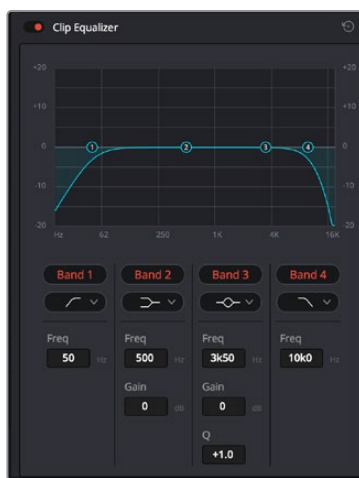 Clip Equalizer
+20 +20
+10 +10
0 0
1 2 3 4
-10 -10
-20 -20
Hz 62 250 1K 4K 16K
Band 1 Band 2 Band 3 Band 4
Freq Freq Freq Freq
50 Hz 500 Hz 3k50 Hz 10k0 Hz
Gain Gain
0 dB 0 dB
Q
+1.0